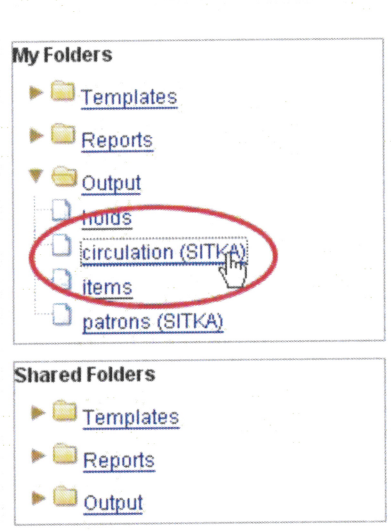 My Folders
Templates
Reports
Output
holds
circulation (SITKA)
items
patrons (SITKA)
Shared Folders
Templates
Reports
Output